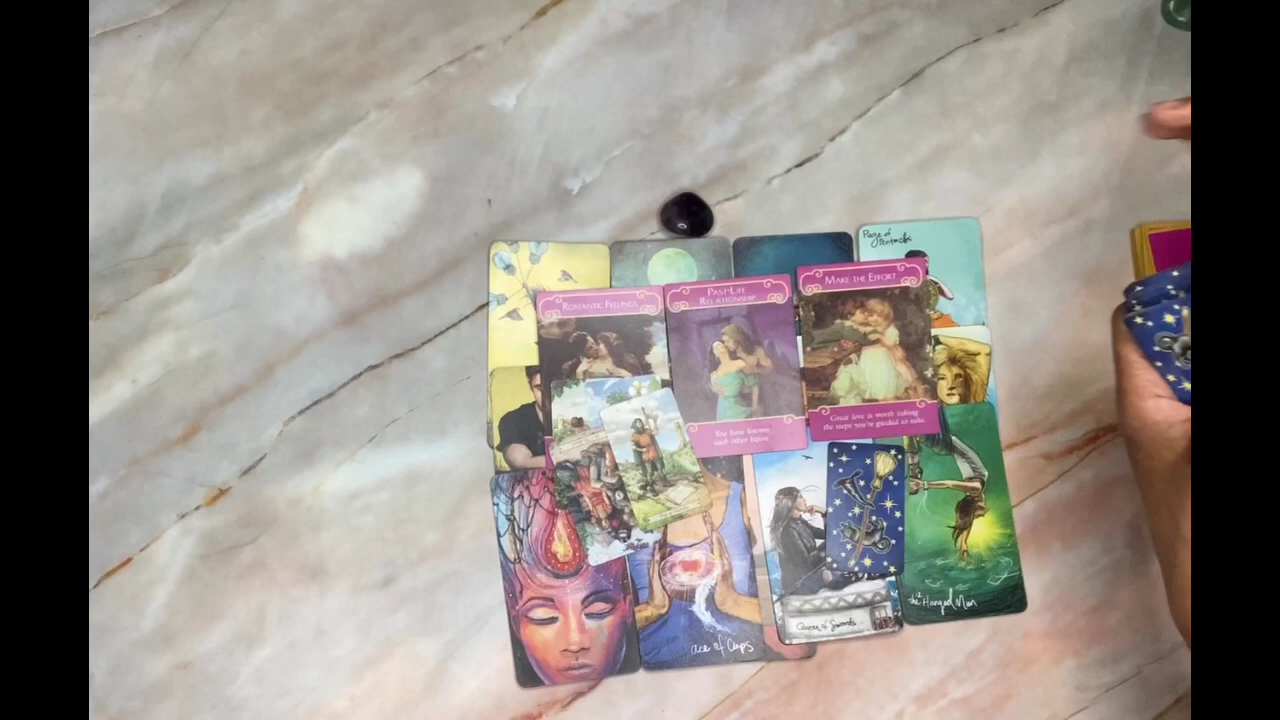 Page of
Pentacles
ROMANTIC FEELINGS
PAST-LIFE
RELATIONSHIP
MAKE THE EFFORT
Great love is worth taking
the steps you're guided to take.
You have known
each other before
The Hanged Man
Queen of Swords
ace of Cups